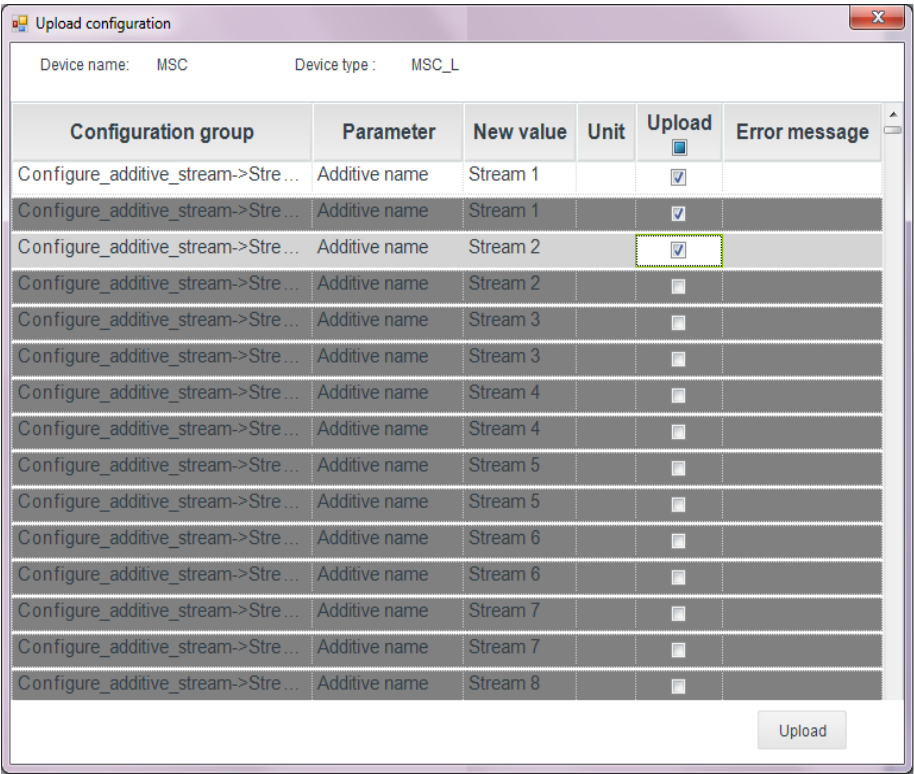 Upload configuration
Device name: MSC Device type : MSC_L
Configuration group Parameter New value Unit Upload Error message
Configure_additive_stream->Stre... Additive name Stream 1
Configure_additive_stream->Stre... Additive name Stream 1
Configure_additive_stream->Stre... Additive name Stream 2
Configure_additive_stream->Stre... Additive name Stream 2
Configure_additive_stream->Stre... Additive name Stream 3
Configure_additive_stream->Stre... Additive name Stream 3
Configure_additive_stream->Stre... Additive name Stream 4
Configure_additive_stream->Stre... Additive name Stream 4
Configure_additive_stream->Stre... Additive name Stream 5
Configure_additive_stream->Stre... Additive name Stream 5
Configure_additive_stream->Stre... Additive name Stream 6
Configure_additive_stream->Stre... Additive name Stream 6
Configure_additive_stream->Stre... Additive name Stream 7
Configure_additive_stream->Stre... Additive name Stream 7
Configure_additive_stream->Stre... Additive name Stream 8
Upload